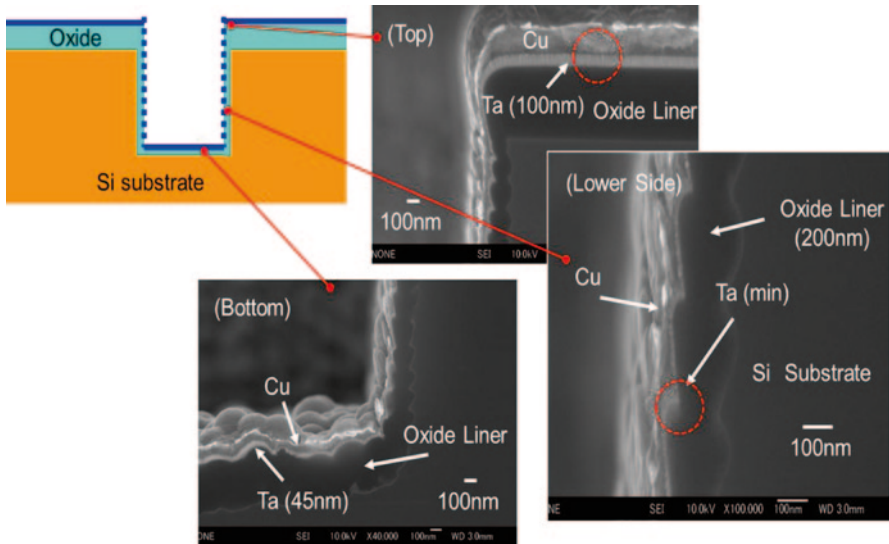 Oxide
Si substrate
(Top)
Cu
Ta (100nm)
Oxide Liner
100nm
NONE SEI 10.0kV
(Lower Side)
Oxide Liner
(200nm)
Cu
Ta (min)
Si Substrate
100nm
NONE SEI 10.0kV X100,000 100nm WD 3.0mm
(Bottom)
Cu
Oxide Liner
Ta (45nm)
100nm
ONE SEI 10.0kV X40,000 100nm WD 3.0mm